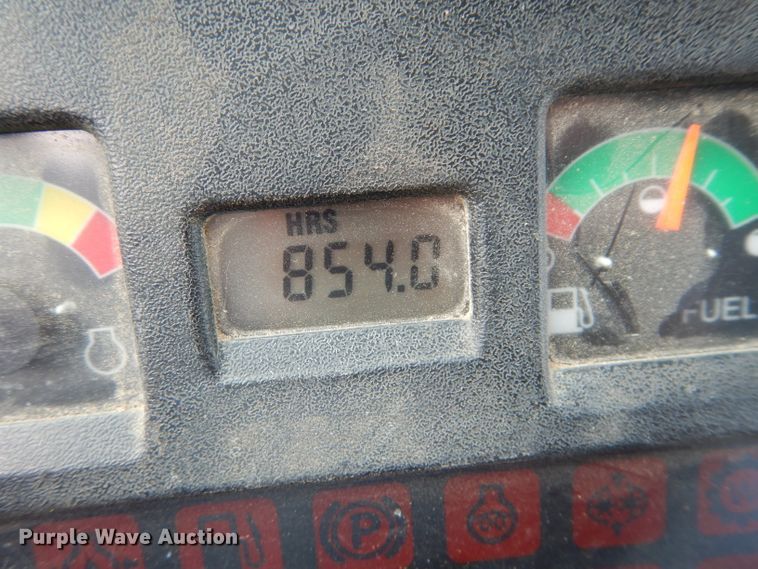 HRS
854.0
FUEL
P
Purple Wave Auction®